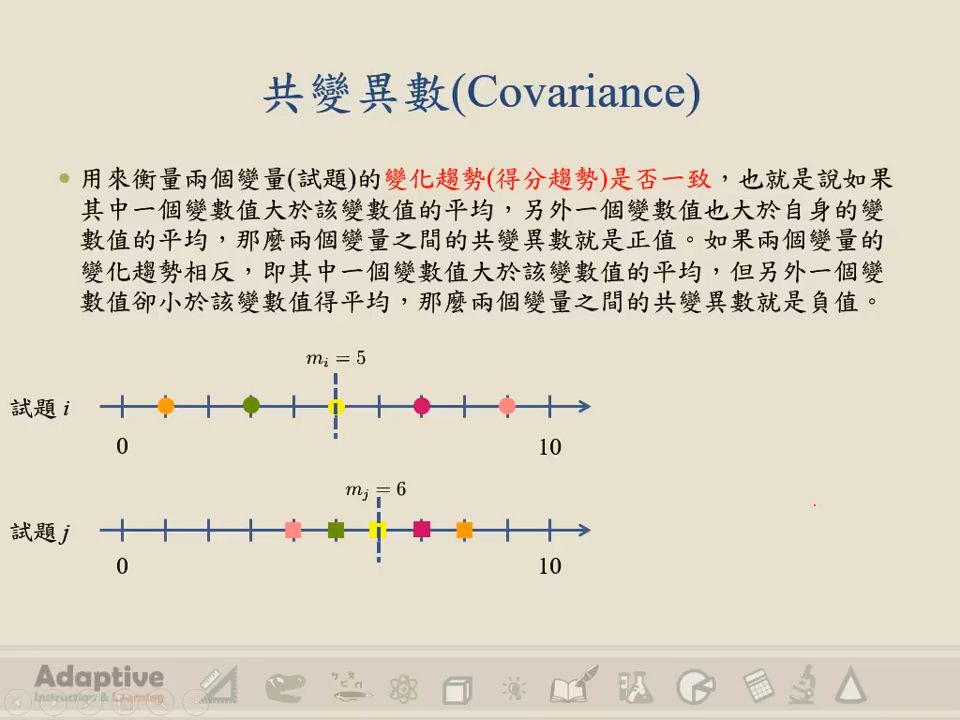 共變異數(Covariance)
用來衡量兩個變量(試題)的變化趨勢(得分趨勢)是否一致，也就是說如果
其中一個變數值大於該變數值的平均，另外一個變數值也大於自身的變
數值的平均，那麼兩個變量之間的共變異數就是正值。如果兩個變量的
變化趨勢相反，即其中一個變數值大於該變數值的平均，但另外一個變
數值卻小於該變數值得平均，那麼兩個變量之間的共變異數就是負值。
m_i = 5
試題 i
0 10
m_j = 6
試題 j
0 10
Adaptive
Instruction & Learning